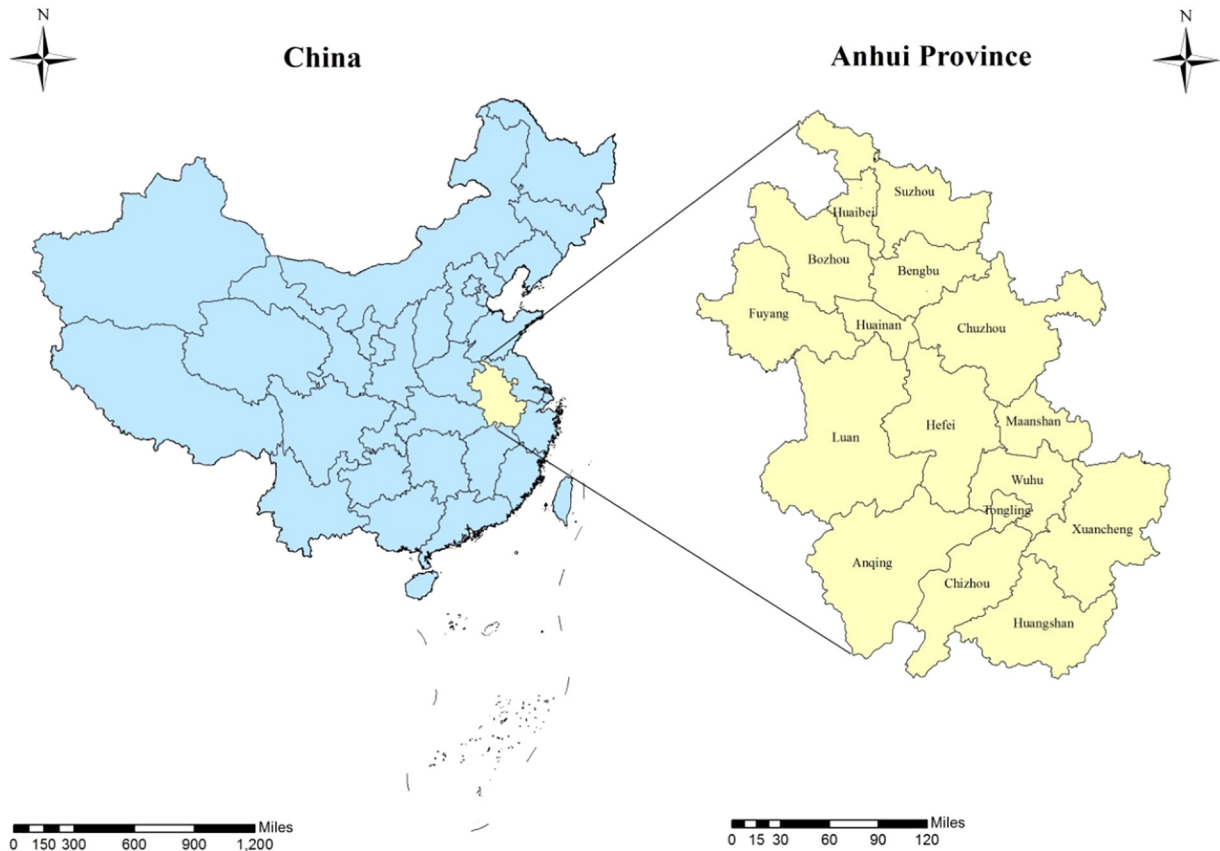 N
China
Anhui Province
N
Suzhou
Huaibei
Bozhou
Bengbu
Fuyang
Huainan
Chuzhou
Luan
Hefei
Maanshan
Wuhu
Tongling
Xuancheng
Anqing
Chizhou
Huangshan
Miles
0 150 300 600 900 1,200
Miles
0 15 30 60 90 120